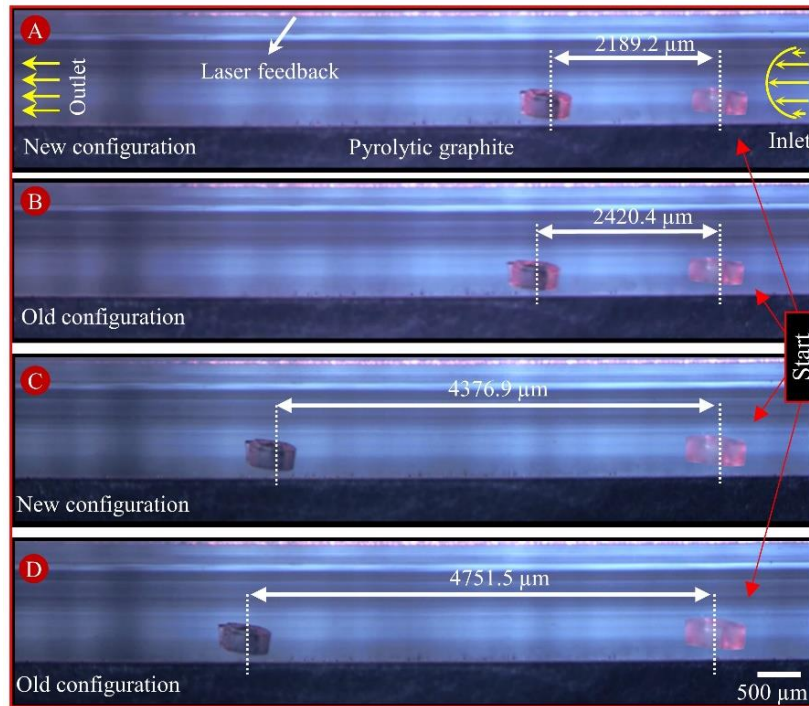 A
Laser feedback
2189.2 µm
Outlet
New configuration
Pyrolytic graphite
Inlet
B
2420.4 µm
Old configuration
Start
C
4376.9 µm
New configuration
D
4751.5 µm
Old configuration
500 µm